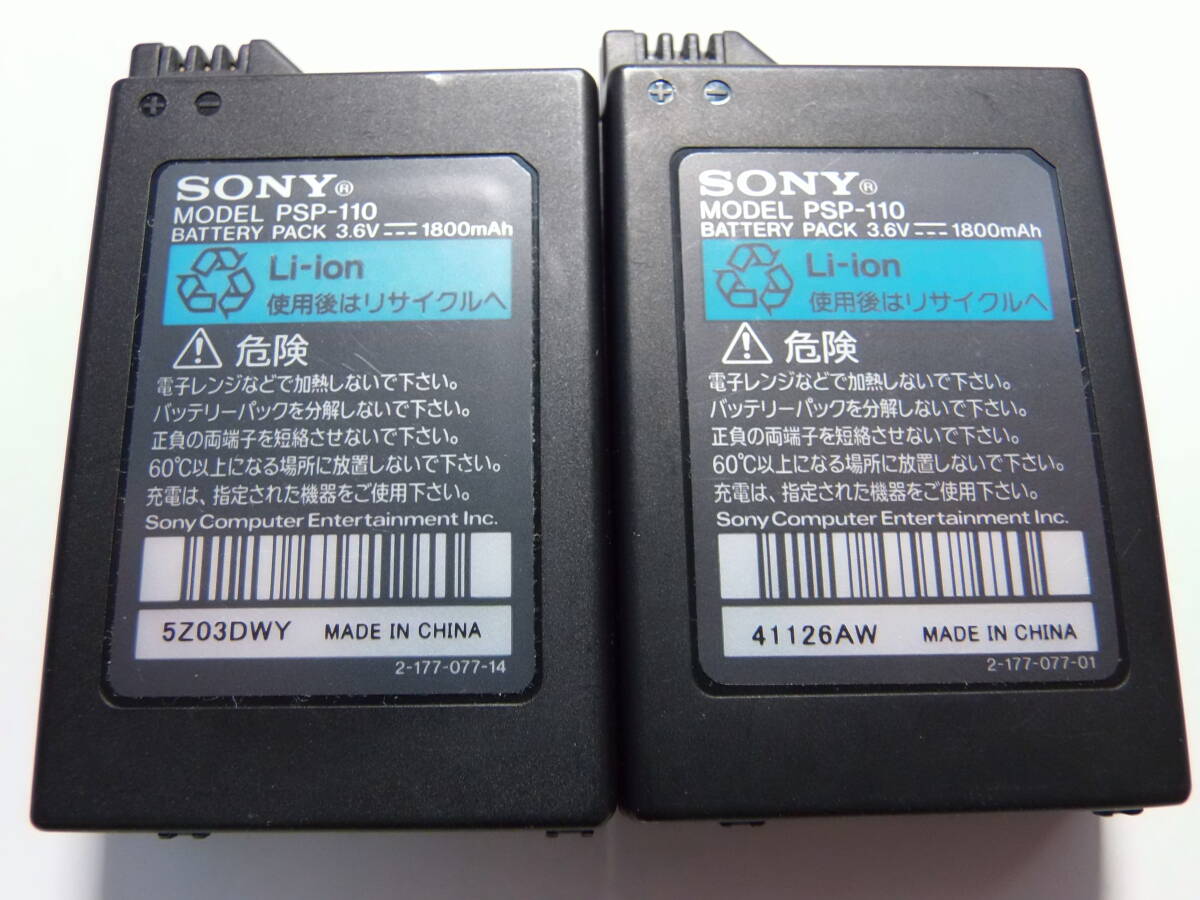 + -
SONY®
MODEL PSP-110
BATTERY PACK 3.6V 1800mAh
Li-ion
使用後はリサイクルへ
危険
電子レンジなどで加熱しないで下さい。
バッテリーパックを分解しないで下さい。
正負の両端子を短絡させないで下さい。
60℃以上になる場所に放置しないで下さい。
充電は、指定された機器をご使用下さい。
Sony Computer Entertainment Inc.
5Z03DWY MADE IN CHINA
2-177-077-14
+ -
SONY®
MODEL PSP-110
BATTERY PACK 3.6V 1800mAh
Li-ion
使用後はリサイクルへ
危険
電子レンジなどで加熱しないで下さい。
バッテリーパックを分解しないで下さい。
正負の両端子を短絡させないで下さい。
60℃以上になる場所に放置しないで下さい。
充電は、指定された機器をご使用下さい。
Sony Computer Entertainment Inc.
41126AW MADE IN CHINA
2-177-077-01